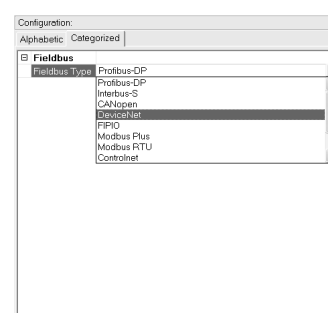 Configuration:
Alphabetic Categorized
Fieldbus
Fieldbus Type Profibus-DP
Profibus-DP
Interbus-S
CANopen
DeviceNet
FIPIO
Modbus Plus
Modbus RTU
Controlnet